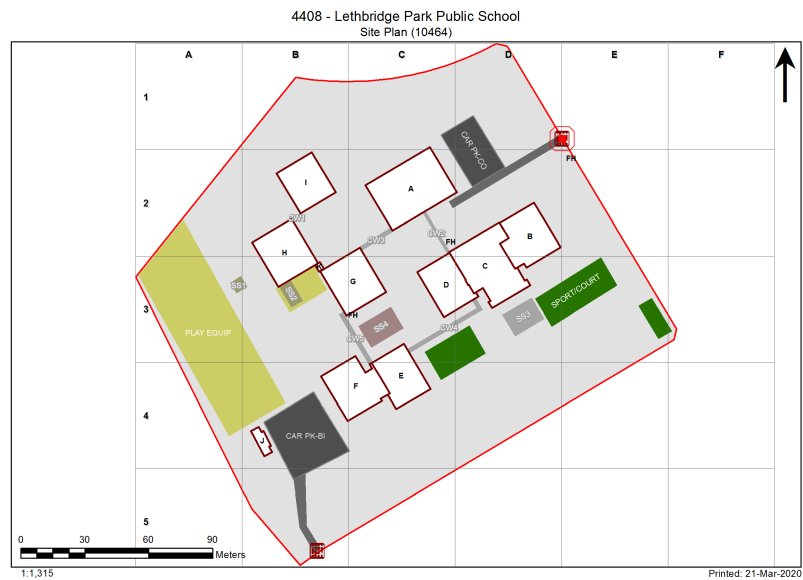 4408 - Lethbridge Park Public School
Site Plan (10464)
A B C D E F
1
CAR PK-CO
FH
I
A
2
CW1
CW2
B
CW3
FH
H
K
C
G
D
SS1
SS2
SPORT/COURT
3
FH
SS3
SS4
CW4
PLAY EQUIP
CW5
E
F
4
CAR PK-BI
J
5
0 30 60 90
Meters
1:1,315
Printed: 21-Mar-2020